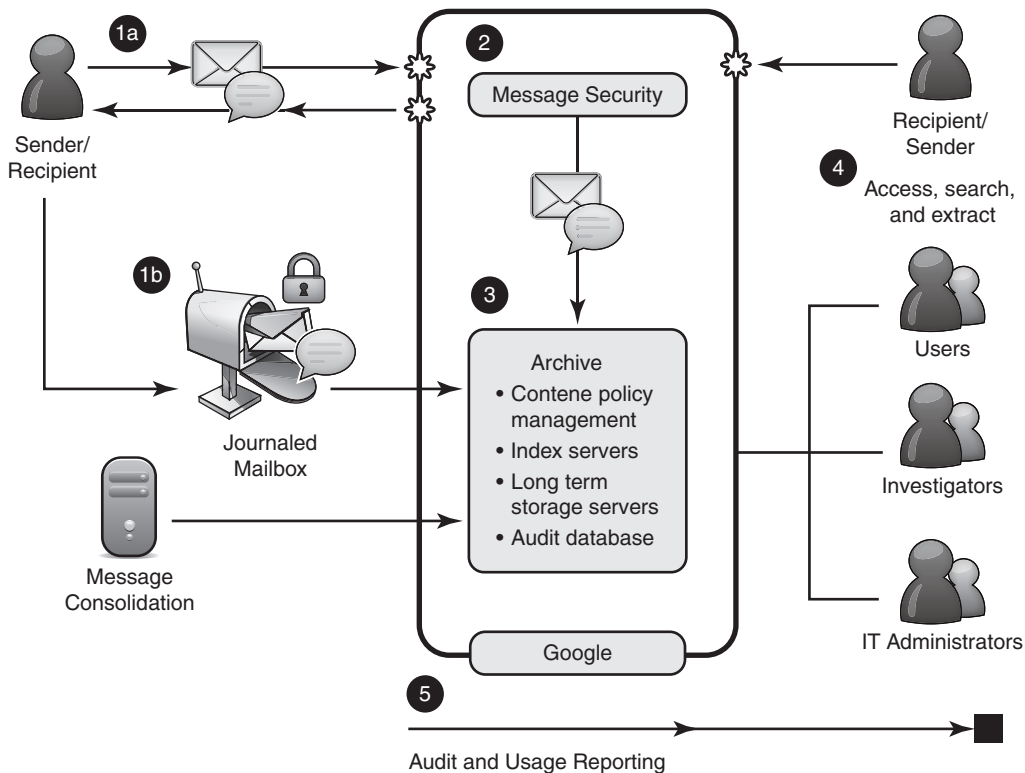 1a
2
Message Security
Sender/
Recipient
Recipient/
Sender
4
Access, search,
and extract
1b
3
Users
Archive
• Contene policy
management
• Index servers
• Long term
storage servers
• Audit database
Journaled
Mailbox
Investigators
Message
Consolidation
IT Administrators
Google
5
Audit and Usage Reporting